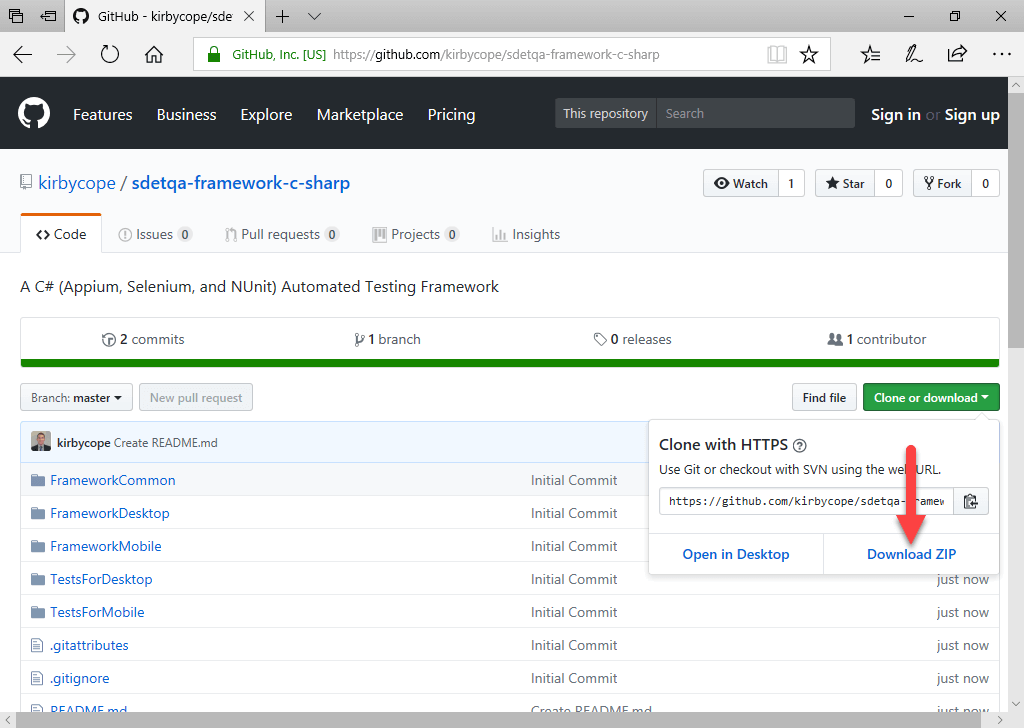 GitHub - kirbycope/sde
GitHub, Inc. [US] https://github.com/kirbycope/sdetqa-framework-c-sharp
Features Business Explore Marketplace Pricing This repository Search Sign in or Sign up
kirbycope / sdetqa-framework-c-sharp Watch 1 Star 0 Fork 0
Code Issues 0 Pull requests 0 Projects 0 Insights
A C# (Appium, Selenium, and NUnit) Automated Testing Framework
2 commits 1 branch 0 releases 1 contributor
Branch: master New pull request Find file Clone or download
kirbycope Create README.md
Clone with HTTPS ?
Use Git or checkout with SVN using the web URL.
https://github.com/kirbycope/sdetqa-framew
Open in Desktop Download ZIP
FrameworkCommon Initial Commit
FrameworkDesktop Initial Commit
FrameworkMobile Initial Commit
TestsForDesktop Initial Commit just now
TestsForMobile Initial Commit just now
.gitattributes Initial Commit just now
.gitignore Initial Commit just now
README.md Create README.md just now